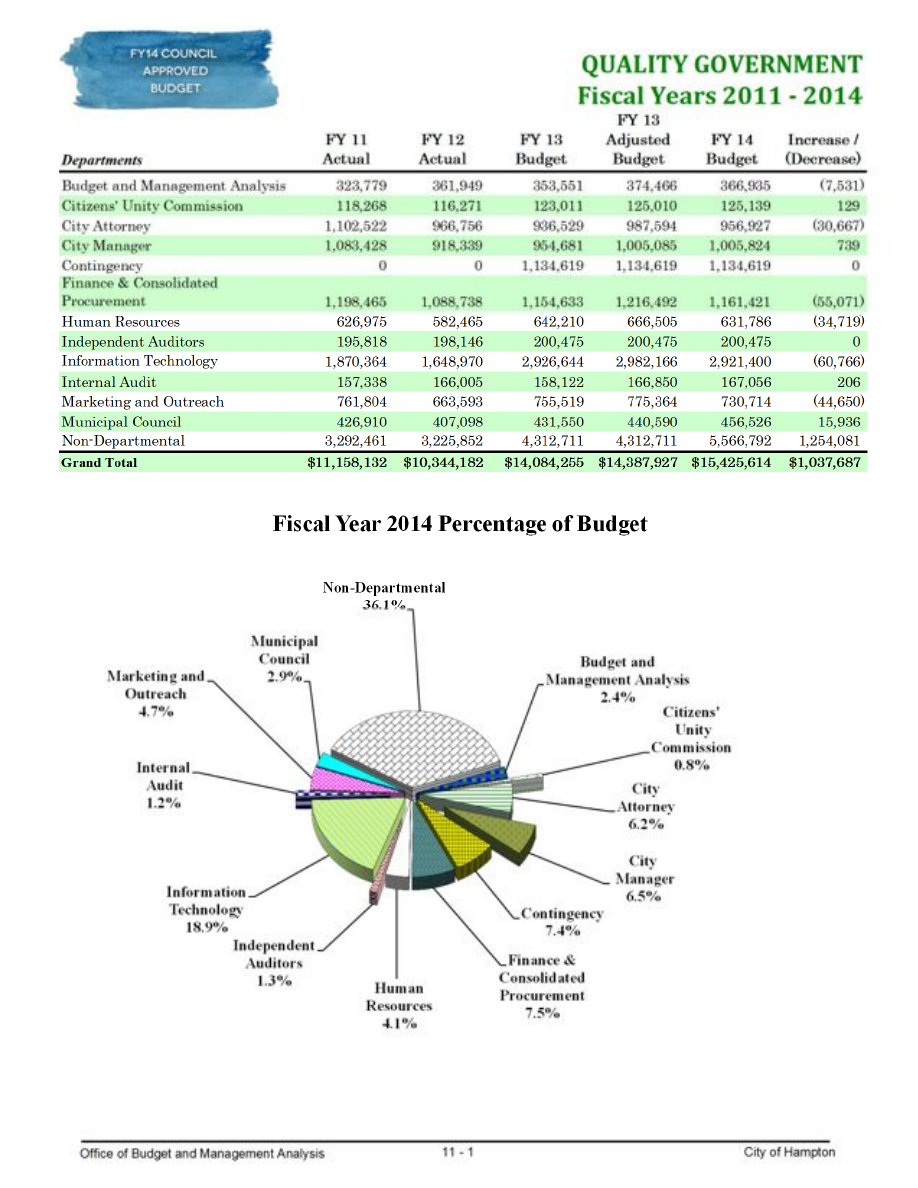 FY14 COUNCIL
APPROVED
BUDGET
QUALITY GOVERNMENT
Fiscal Years 2011 - 2014
FY 13
FY 11 FY 12 FY 13 Adjusted FY 14 Increase /
Departments Actual Actual Budget Budget Budget (Decrease)
Budget and Management Analysis 323,779 361,949 353,551 374,466 366,935 (7,531)
Citizens' Unity Commission 118,268 116,271 123,011 125,010 125,139 129
City Attorney 1,102,522 966,756 936,529 987,594 956,927 (30,667)
City Manager 1,083,428 918,339 954,681 1,005,085 1,005,824 739
Contingency 0 0 1,134,619 1,134,619 1,134,619 0
Finance & Consolidated
Procurement 1,198,465 1,088,738 1,154,633 1,216,492 1,161,421 (55,071)
Human Resources 626,975 582,465 642,210 666,505 631,786 (34,719)
Independent Auditors 195,818 198,146 200,475 200,475 200,475 0
Information Technology 1,870,364 1,648,970 2,926,644 2,982,166 2,921,400 (60,766)
Internal Audit 157,338 166,005 158,122 166,850 167,056 206
Marketing and Outreach 761,804 663,593 755,519 775,364 730,714 (44,650)
Municipal Council 426,910 407,098 431,550 440,590 456,526 15,936
Non-Departmental 3,292,461 3,225,852 4,312,711 4,312,711 5,566,792 1,254,081
Grand Total $11,158,132 $10,344,182 $14,084,255 $14,387,927 $15,425,614 $1,037,687
Fiscal Year 2014 Percentage of Budget
Non-Departmental
36.1%
Municipal
Council
2.9%
Budget and
Management Analysis
2.4%
Marketing and
Outreach
4.7%
Citizens'
Unity
Commission
0.8%
Internal
Audit
1.2%
City
Attorney
6.2%
City
Manager
6.5%
Information
Technology
18.9%
Contingency
7.4%
Independent
Auditors
1.3%
Finance &
Consolidated
Procurement
7.5%
Human
Resources
4.1%
Office of Budget and Management Analysis 11 - 1 City of Hampton